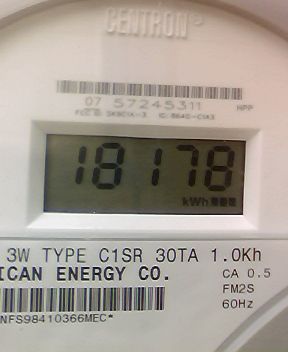 CENTRON®
07 57245311 HPP
18178
kWh
3W TYPE C1SR 30TA 1.0Kh
ICAN ENERGY CO. CA 0.5
FM2S
60Hz
NFS98410366MEC*